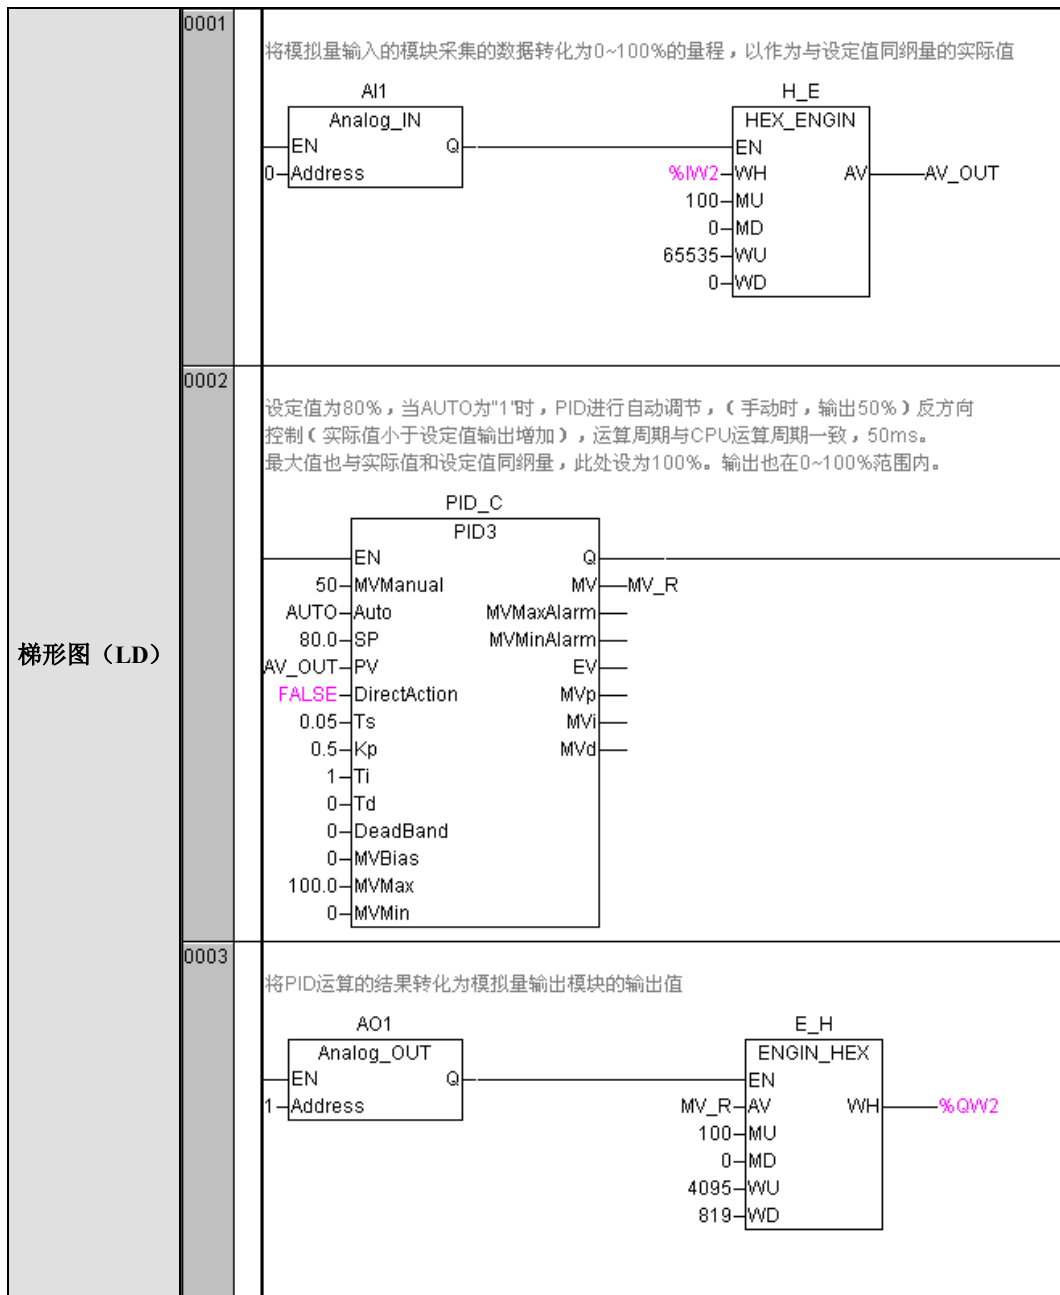 梯形图（LD）
0001
将模拟量输入的模块采集的数据转化为0~100%的量程，以作为与设定值同纲量的实际值
AI1
Analog_IN
EN Q
0 Address
H_E
HEX_ENGIN
EN
%IW2 WH AV AV_OUT
100 MU
0 MD
65535 WU
0 WD
0002
设定值为80%，当AUTO为"1"时，PID进行自动调节，（手动时，输出50%）反方向
控制（实际值小于设定值输出增加），运算周期与CPU运算周期一致，50ms。
最大值也与实际值和设定值同纲量，此处设为100%。输出也在0~100%范围内。
PID_C
PID3
EN Q
50 MVManual MV MV_R
AUTO Auto MVMaxAlarm
80.0 SP MVMinAlarm
AV_OUT PV EV
FALSE DirectAction MVp
0.05 Ts MVi
0.5 Kp MVd
1 Ti
0 Td
0 DeadBand
0 MVBias
100.0 MVMax
0 MVMin
0003
将PID运算的结果转化为模拟量输出模块的输出值
AO1
Analog_OUT
EN Q
1 Address
E_H
ENGIN_HEX
EN
MV_R AV WH %QW2
100 MU
0 MD
4095 WU
819 WD